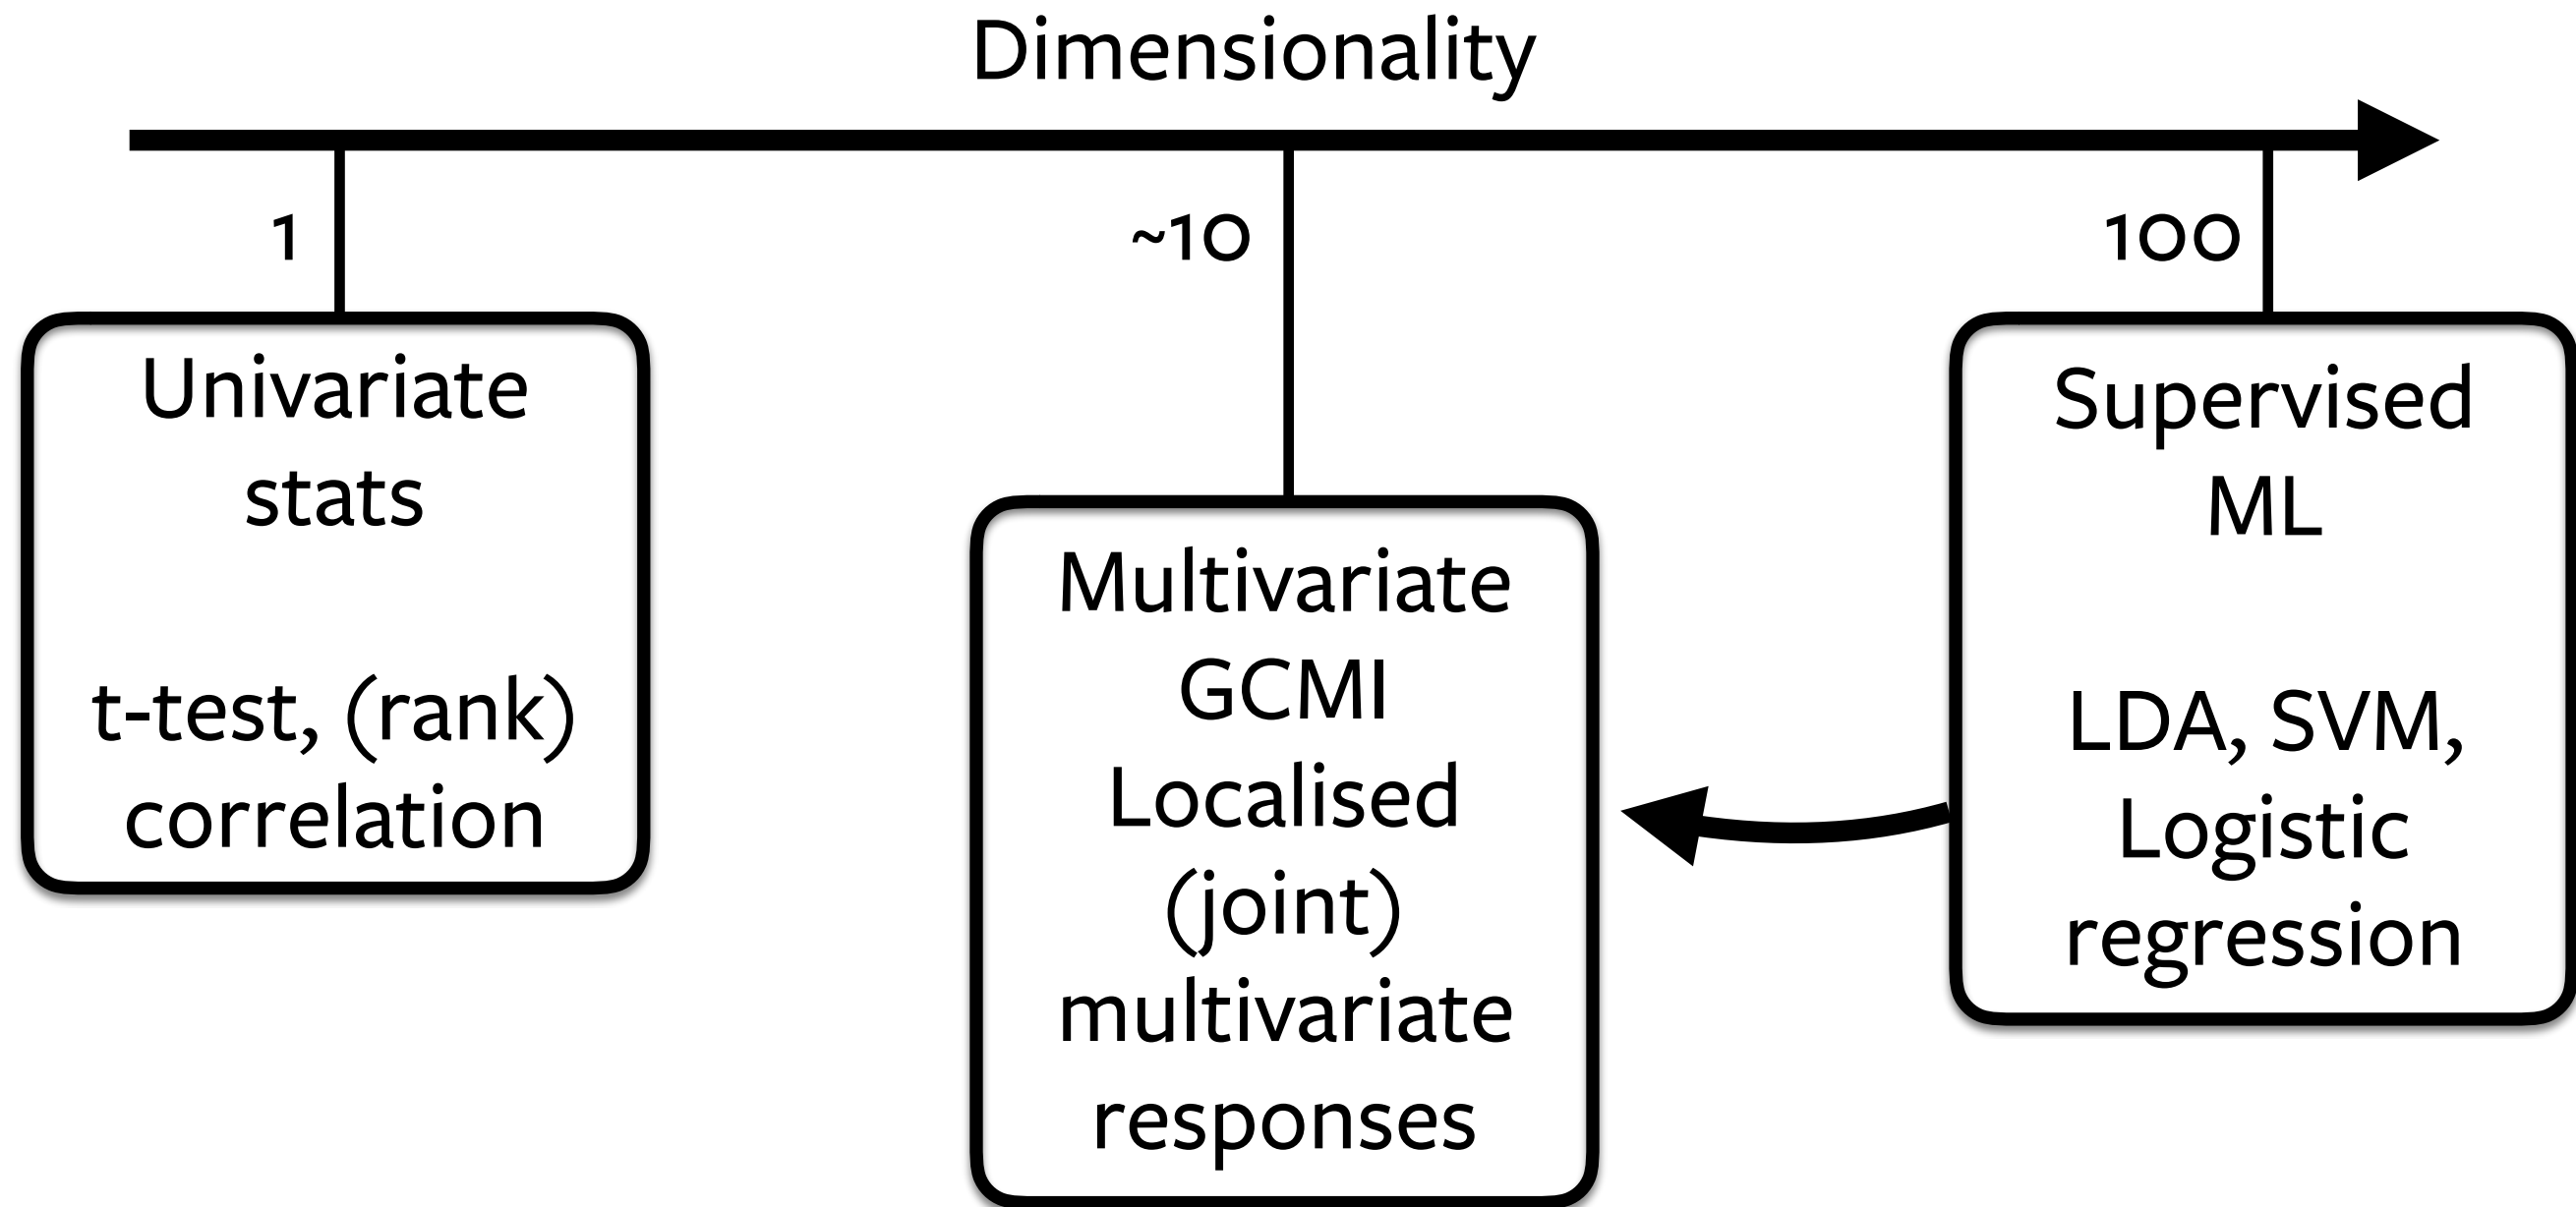 Dimensionality
1
~10
100
Univariate
stats
t-test, (rank)
correlation
Multivariate
GCMI
Localised
(joint)
multivariate
responses
Supervised
ML
LDA, SVM,
Logistic
regression